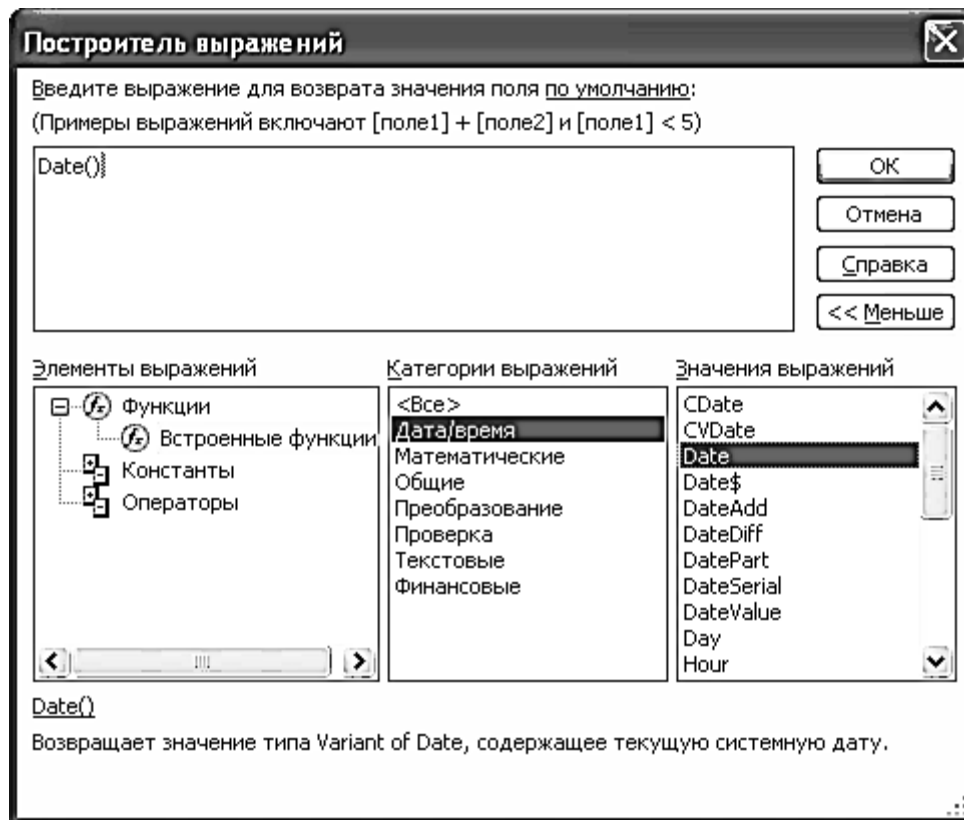 Построитель выражений
Введите выражение для возврата значения поля по умолчанию:
(Примеры выражений включают [поле1] + [поле2] и [поле1] < 5)
Date()
ОК
Отмена
Справка
<< Меньше
Элементы выражений
Функции
Встроенные функции
Константы
Операторы
Категории выражений
<Все>
Дата/время
Математические
Общие
Преобразование
Проверка
Текстовые
Финансовые
Значения выражений
CDate
CVDate
Date
Date$
DateAdd
DateDiff
DatePart
DateSerial
DateValue
Day
Hour
Date()
Возвращает значение типа Variant of Date, содержащее текущую системную дату.